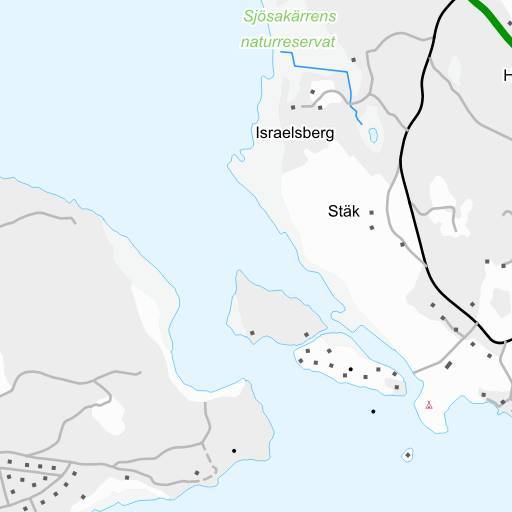 Sjösakärrens
naturreservat
H
Israelsberg
Stäk